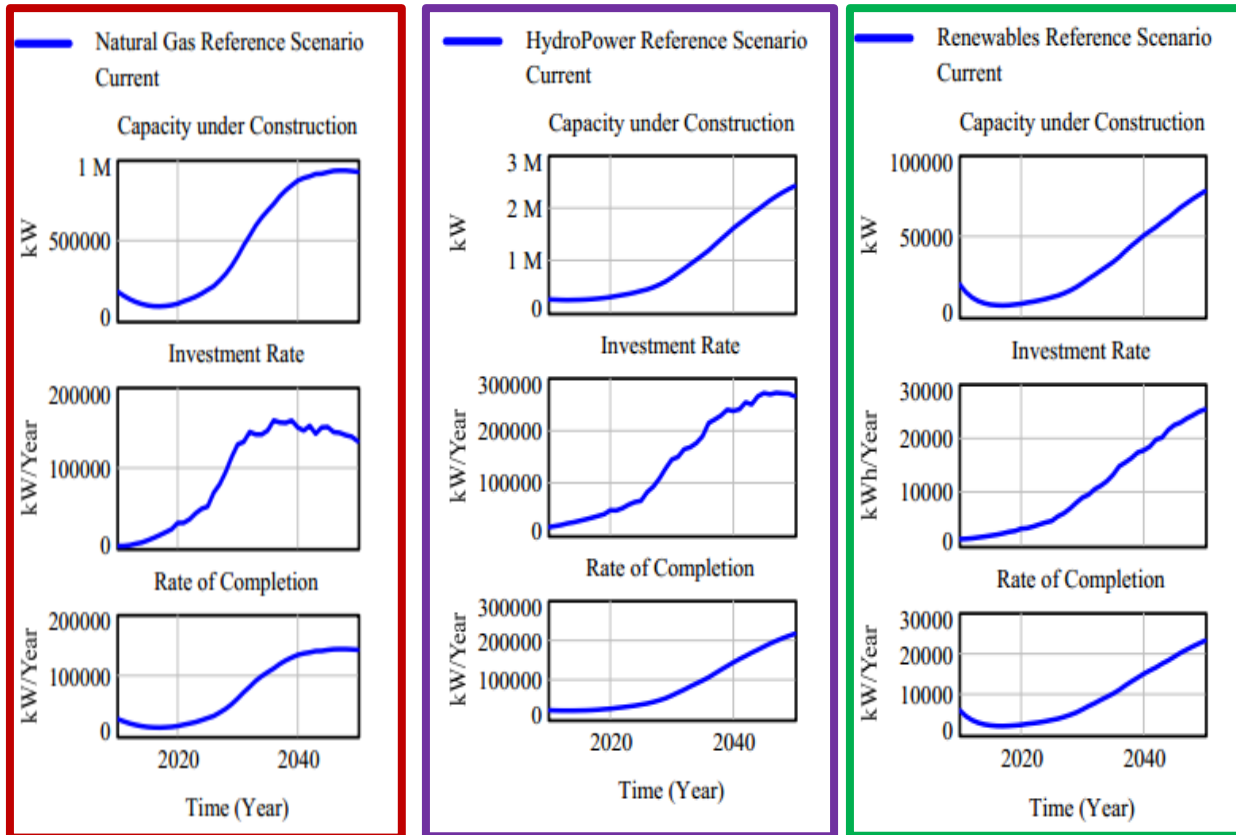 Natural Gas Reference Scenario
Current
Capacity under Construction
1 M
500000
0
kW
Investment Rate
200000
100000
0
kW/Year
Rate of Completion
200000
100000
0
kW/Year
2020 2040
Time (Year)
HydroPower Reference Scenario
Current
Capacity under Construction
3 M
2 M
1 M
0
kW
Investment Rate
300000
200000
100000
0
kW/Year
Rate of Completion
300000
200000
100000
0
kW/Year
2020 2040
Time (Year)
Renewables Reference Scenario
Current
Capacity under Construction
100000
50000
0
kW
Investment Rate
30000
20000
10000
0
kWh/Year
Rate of Completion
30000
20000
10000
0
kW/Year
2020 2040
Time (Year)